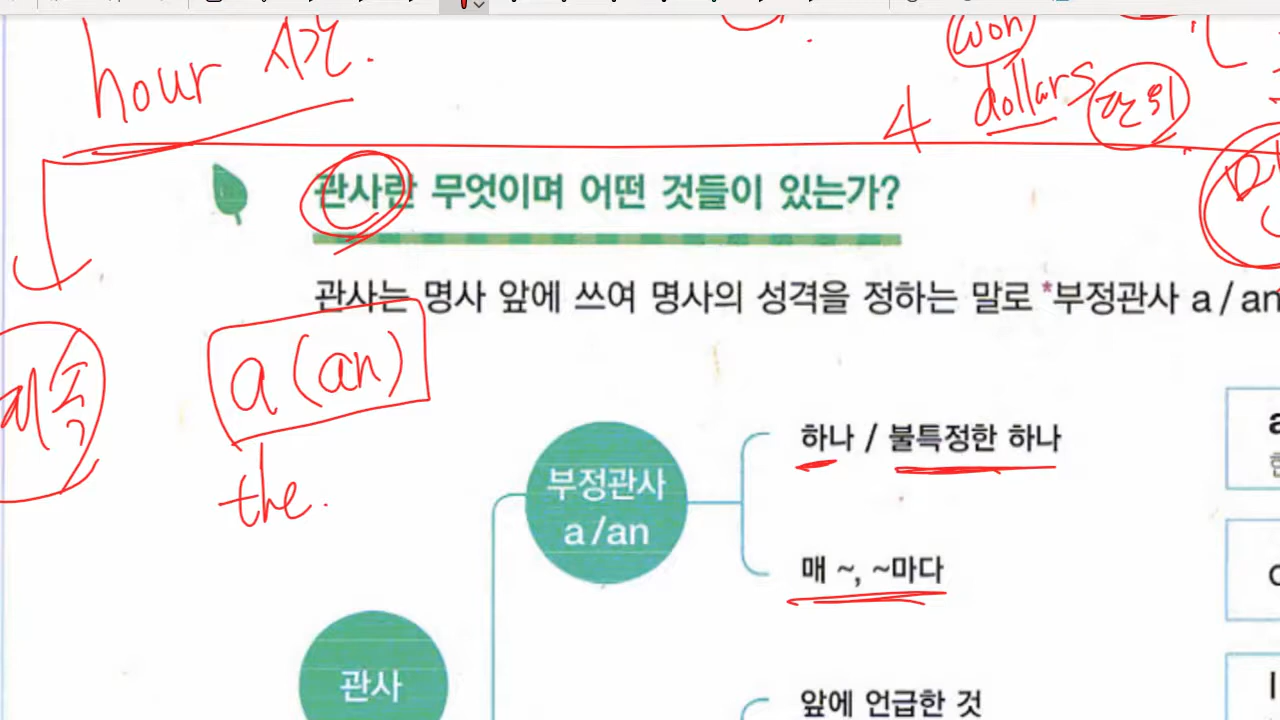 hour 시간.
won
4 dollars
관사란 무엇이며 어떤 것들이 있는가?
관사는 명사 앞에 쓰여 명사의 성격을 정하는 말로 *부정관사 a / an
a (an)
the.
하나 / 불특정한 하나
부정관사
a/an
매 ~, ~마다
관사
앞에 언급한 것